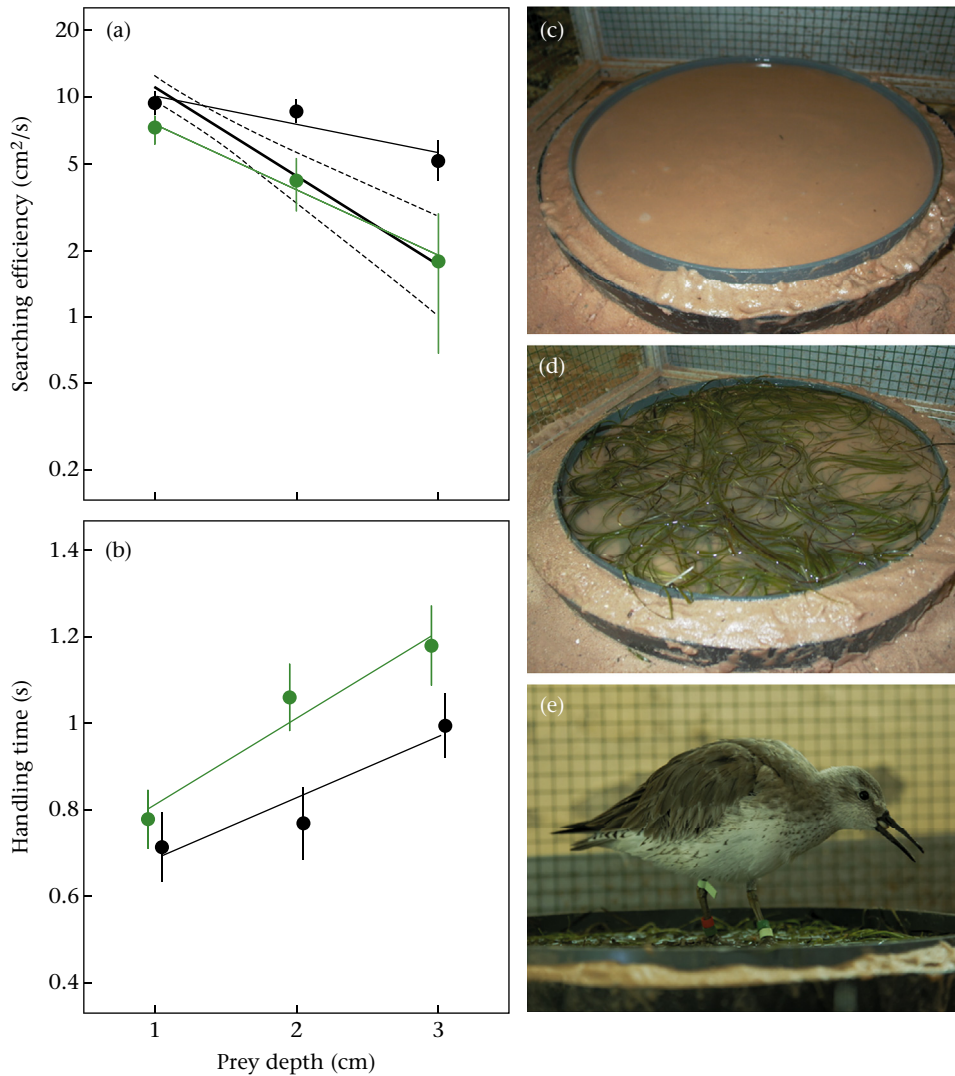 (a)
20
10
5
2
1
0.5
0.2
Searching efficiency (cm²/s)
(b)
1.4
1.2
1
0.8
0.6
0.4
Handling time (s)
1 2 3
Prey depth (cm)
(c)
(d)
(e)